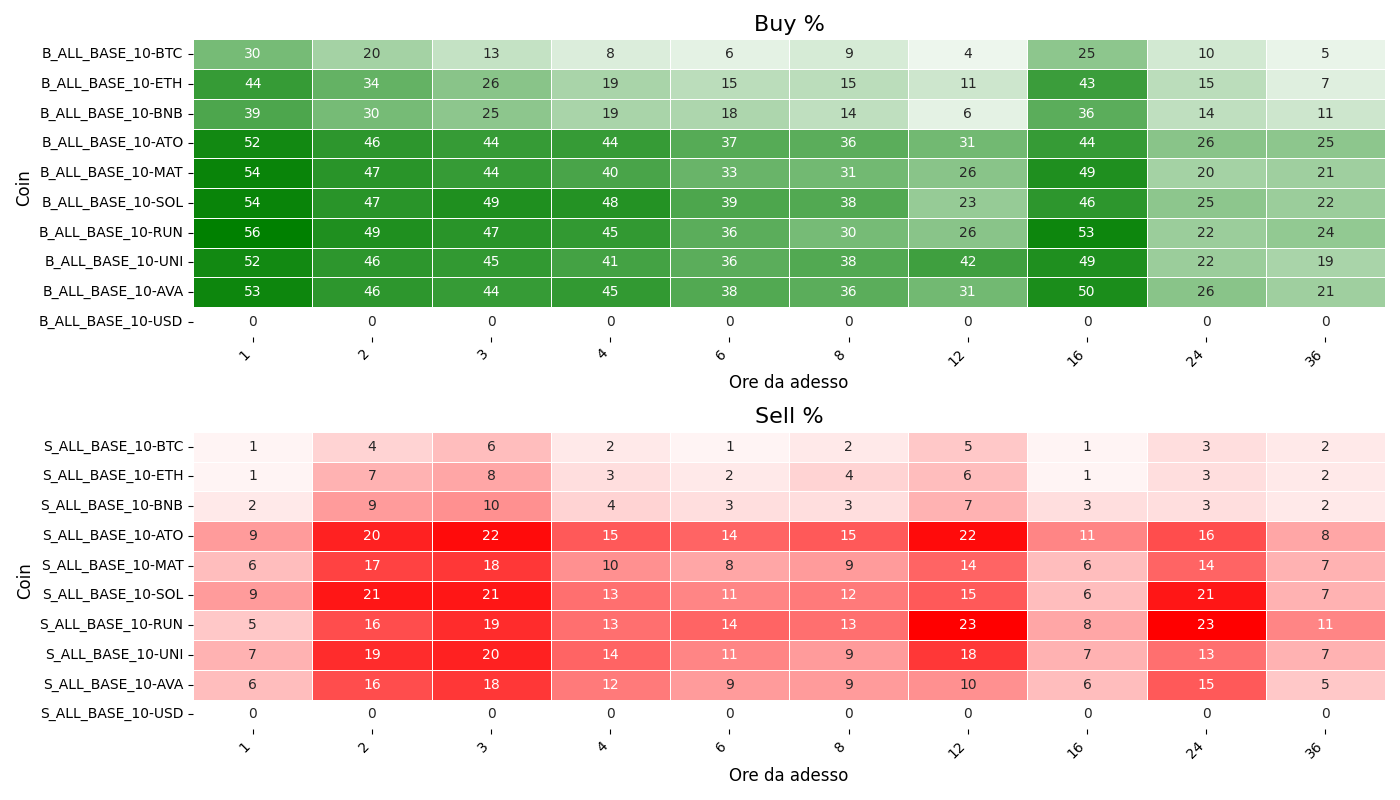 Buy %
Coin
B_ALL_BASE_10-BTC 30 20 13 8 6 9 4 25 10 5
B_ALL_BASE_10-ETH 44 34 26 19 15 15 11 43 15 7
B_ALL_BASE_10-BNB 39 30 25 19 18 14 6 36 14 11
B_ALL_BASE_10-ATO 52 46 44 44 37 36 31 44 26 25
B_ALL_BASE_10-MAT 54 47 44 40 33 31 26 49 20 21
B_ALL_BASE_10-SOL 54 47 49 48 39 38 23 46 25 22
B_ALL_BASE_10-RUN 56 49 47 45 36 30 26 53 22 24
B_ALL_BASE_10-UNI 52 46 45 41 36 38 42 49 22 19
B_ALL_BASE_10-AVA 53 46 44 45 38 36 31 50 26 21
B_ALL_BASE_10-USD 0 0 0 0 0 0 0 0 0 0
1 2 3 4 6 8 12 16 24 36
Ore da adesso
Sell %
Coin
S_ALL_BASE_10-BTC 1 4 6 2 1 2 5 1 3 2
S_ALL_BASE_10-ETH 1 7 8 3 2 4 6 1 3 2
S_ALL_BASE_10-BNB 2 9 10 4 3 3 7 3 3 2
S_ALL_BASE_10-ATO 9 20 22 15 14 15 22 11 16 8
S_ALL_BASE_10-MAT 6 17 18 10 8 9 14 6 14 7
S_ALL_BASE_10-SOL 9 21 21 13 11 12 15 6 21 7
S_ALL_BASE_10-RUN 5 16 19 13 14 13 23 8 23 11
S_ALL_BASE_10-UNI 7 19 20 14 11 9 18 7 13 7
S_ALL_BASE_10-AVA 6 16 18 12 9 9 10 6 15 5
S_ALL_BASE_10-USD 0 0 0 0 0 0 0 0 0 0
1 2 3 4 6 8 12 16 24 36
Ore da adesso